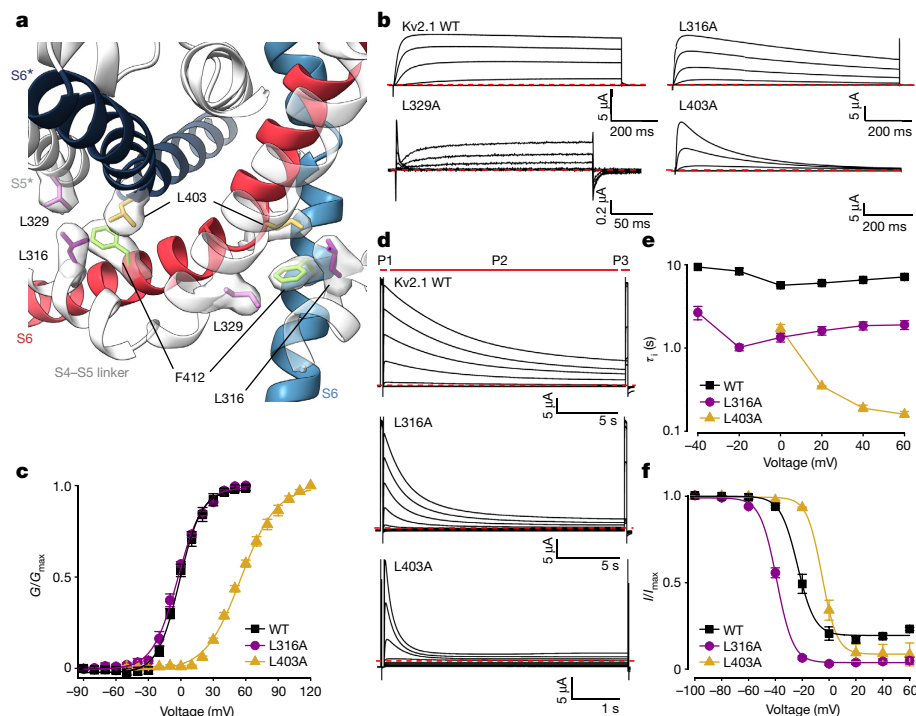 a
S6*
S5*
L403
L329
L316
L329
F412
S6
S4–S5 linker
L316
S6
b
Kv2.1 WT
L316A
5 µA
200 ms
5 µA
200 ms
L329A
L403A
0.2 µA
50 ms
5 µA
200 ms
c
1.0
0.5
0
G/Gmax
WT
L316A
L403A
–90 –60 –30 0 30 60 90 120
Voltage (mV)
d
P1 P2 P3
Kv2.1 WT
5 µA
5 s
L316A
5 µA
5 s
L403A
5 µA
1 s
e
10
1.0
0.1
τi (s)
WT
L316A
L403A
–40 –20 0 20 40 60
Voltage (mV)
f
1.0
0.5
0
I/Imax
WT
L316A
L403A
–100 –80 –60 –40 –20 0 20 40 60
Voltage (mV)